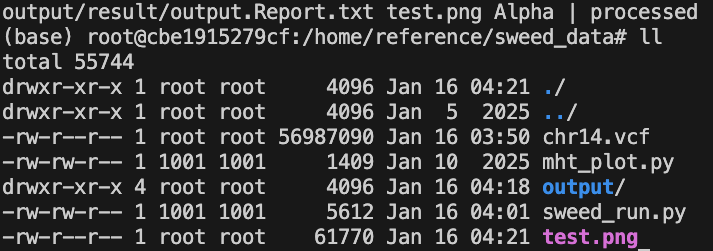 output/result/output.Report.txt test.png Alpha | processed
(base) root@cbe1915279cf:/home/reference/sweed_data# ll
total 55744
drwxr-xr-x 1 root root     4096 Jan 16 04:21 ./
drwxr-xr-x 1 root root     4096 Jan  5  2025 ../
-rw-r--r-- 1 root root 56987090 Jan 16 03:50 chr14.vcf
-rw-rw-r-- 1 1001 1001     1409 Jan 10  2025 mht_plot.py
drwxr-xr-x 4 root root     4096 Jan 16 04:18 output/
-rw-rw-r-- 1 1001 1001     5612 Jan 16 04:01 sweed_run.py
-rw-r--r-- 1 root root    61770 Jan 16 04:21 test.png_